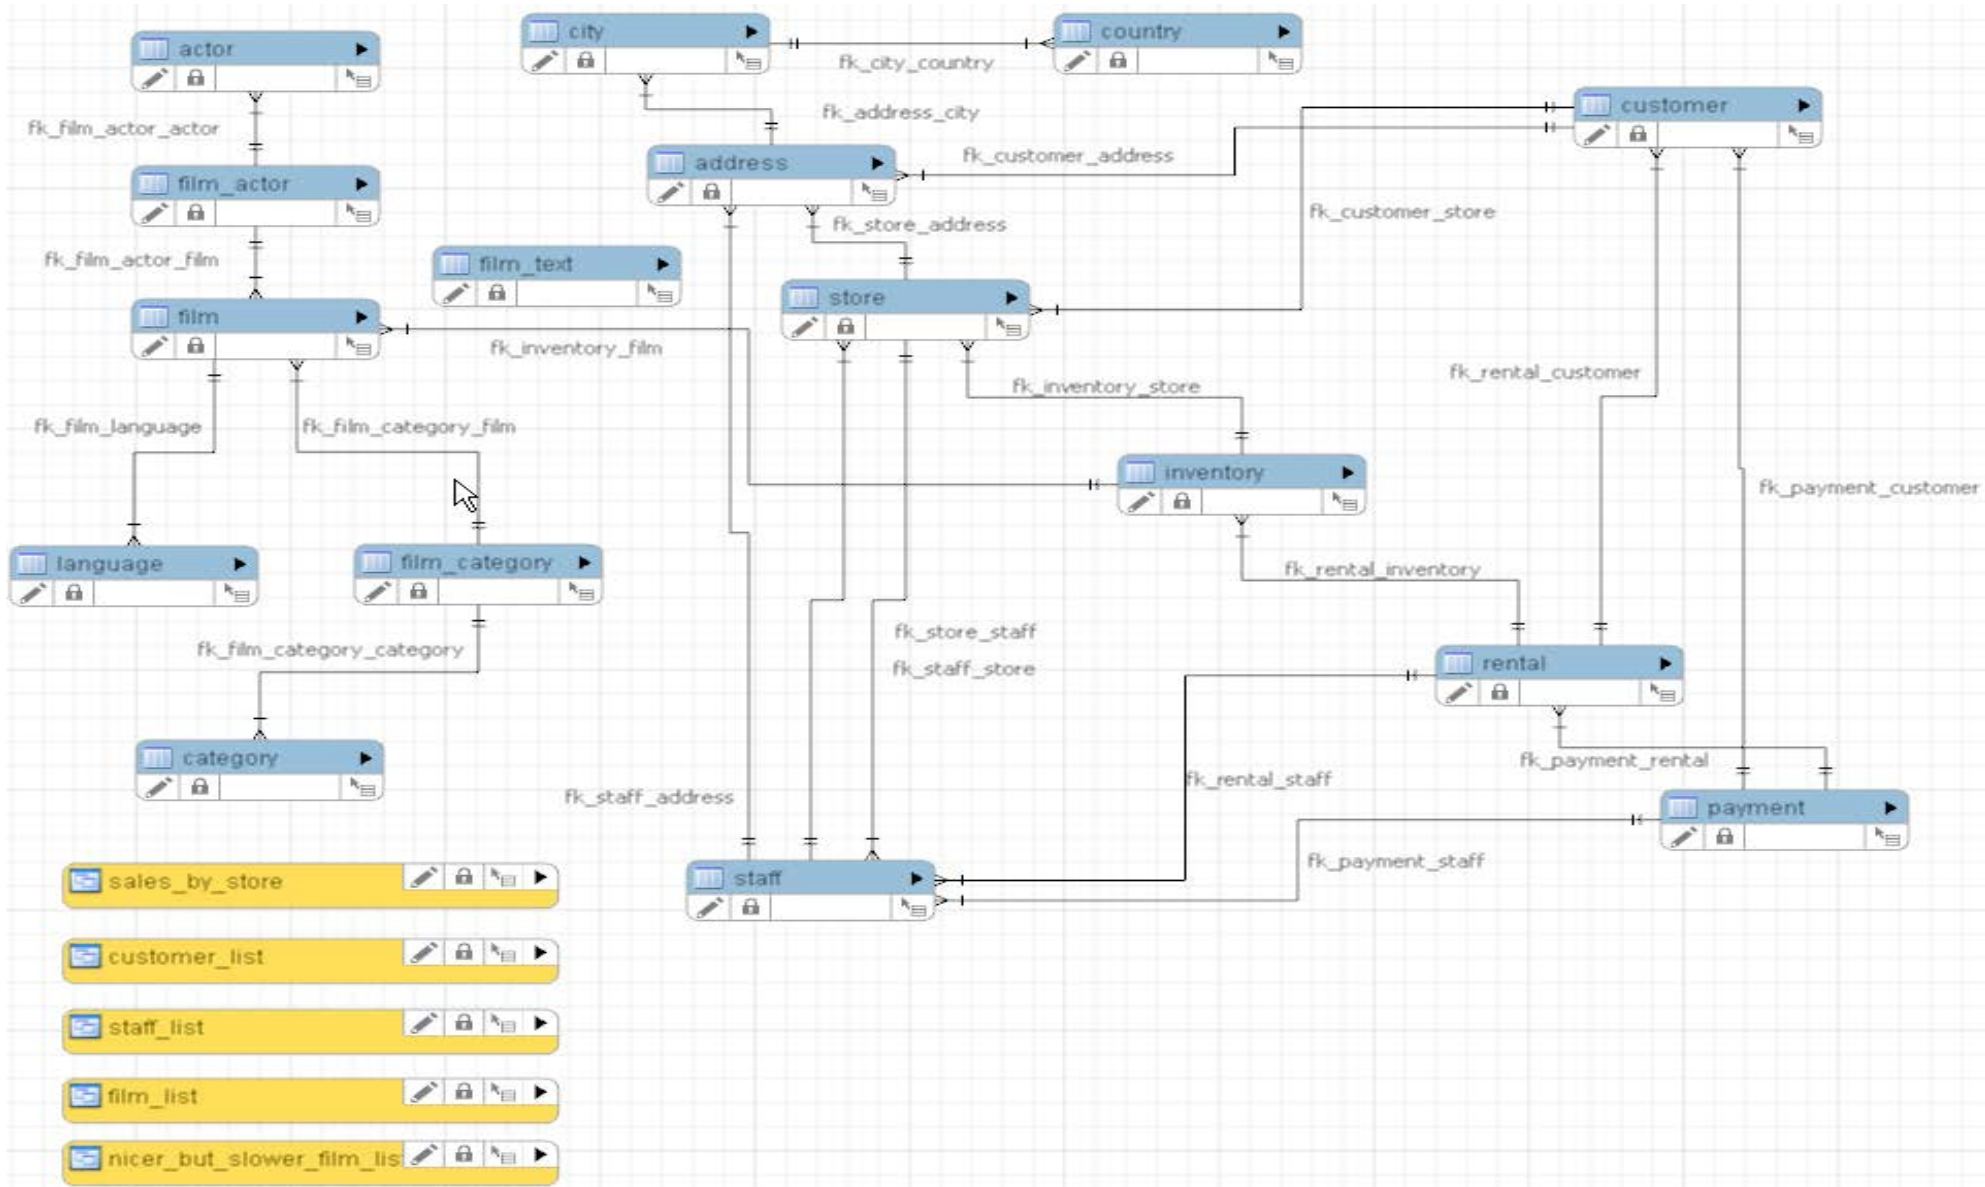 actor
city
country
fk_city_country
customer
fk_film_actor_actor
fk_address_city
address
fk_customer_address
film_actor
fk_customer_store
fk_store_address
fk_film_actor_film
film_text
store
film
fk_inventory_film
fk_inventory_store
fk_rental_customer
fk_film_language
fk_film_category_film
inventory
fk_payment_customer
language
film_category
fk_rental_inventory
fk_store_staff
fk_film_category_category
fk_staff_store
rental
category
fk_payment_rental
fk_rental_staff
fk_staff_address
payment
fk_payment_staff
staff
sales_by_store
customer_list
staff_list
film_list
nicer_but_slower_film_lis